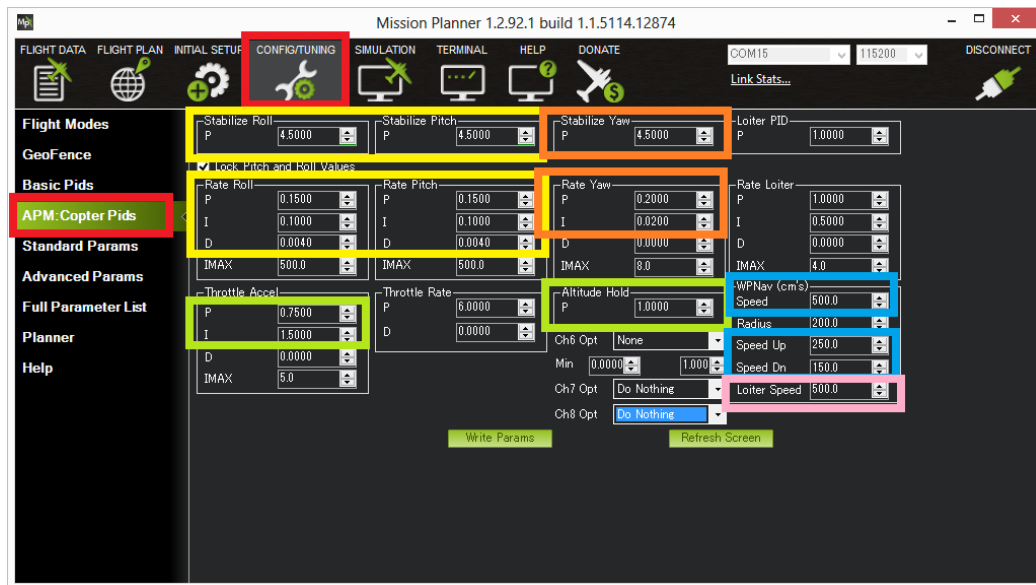 Mp
Mission Planner 1.2.92.1 build 1.1.5114.12874
FLIGHT DATA FLIGHT PLAN INITIAL SETUP CONFIG/TUNING SIMULATION TERMINAL HELP DONATE COM15 115200 DISCONNECT
Link Stats...
Flight Modes
GeoFence
Basic Pids
APM:Copter Pids
Standard Params
Advanced Params
Full Parameter List
Planner
Help
Stabilize Roll Stabilize Pitch Stabilize Yaw Loiter PID
P 4.5000 P 4.5000 P 4.5000 P 1.0000
Lock Pitch and Roll Values
Rate Roll Rate Pitch Rate Yaw Rate Loiter
P 0.1500 P 0.1500 P 0.2000 P 1.0000
I 0.1000 I 0.1000 I 0.0200 I 0.5000
D 0.0040 D 0.0040 D 0.0000 D 0.0000
IMAX 500.0 IMAX 500.0 IMAX 8.0 IMAX 4.0
Throttle Accel Throttle Rate Altitude Hold WPNav (cm's)
P 0.7500 P 6.0000 P 1.0000 Speed 500.0
I 1.5000 D 0.0000 Radius 200.0
D 0.0000 Ch6 Opt None Speed Up 250.0
IMAX 5.0 Min 0.0000 1.000 Speed Dn 150.0
Ch7 Opt Do Nothing Loiter Speed 500.0
Ch8 Opt Do Nothing
Write Params Refresh Screen